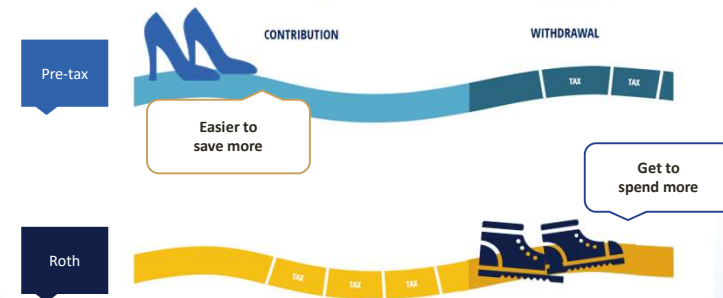 CONTRIBUTION
WITHDRAWAL
Pre-tax
TAX
TAX
Easier to
save more
Get to
spend more
Roth
TAX
TAX
TAX